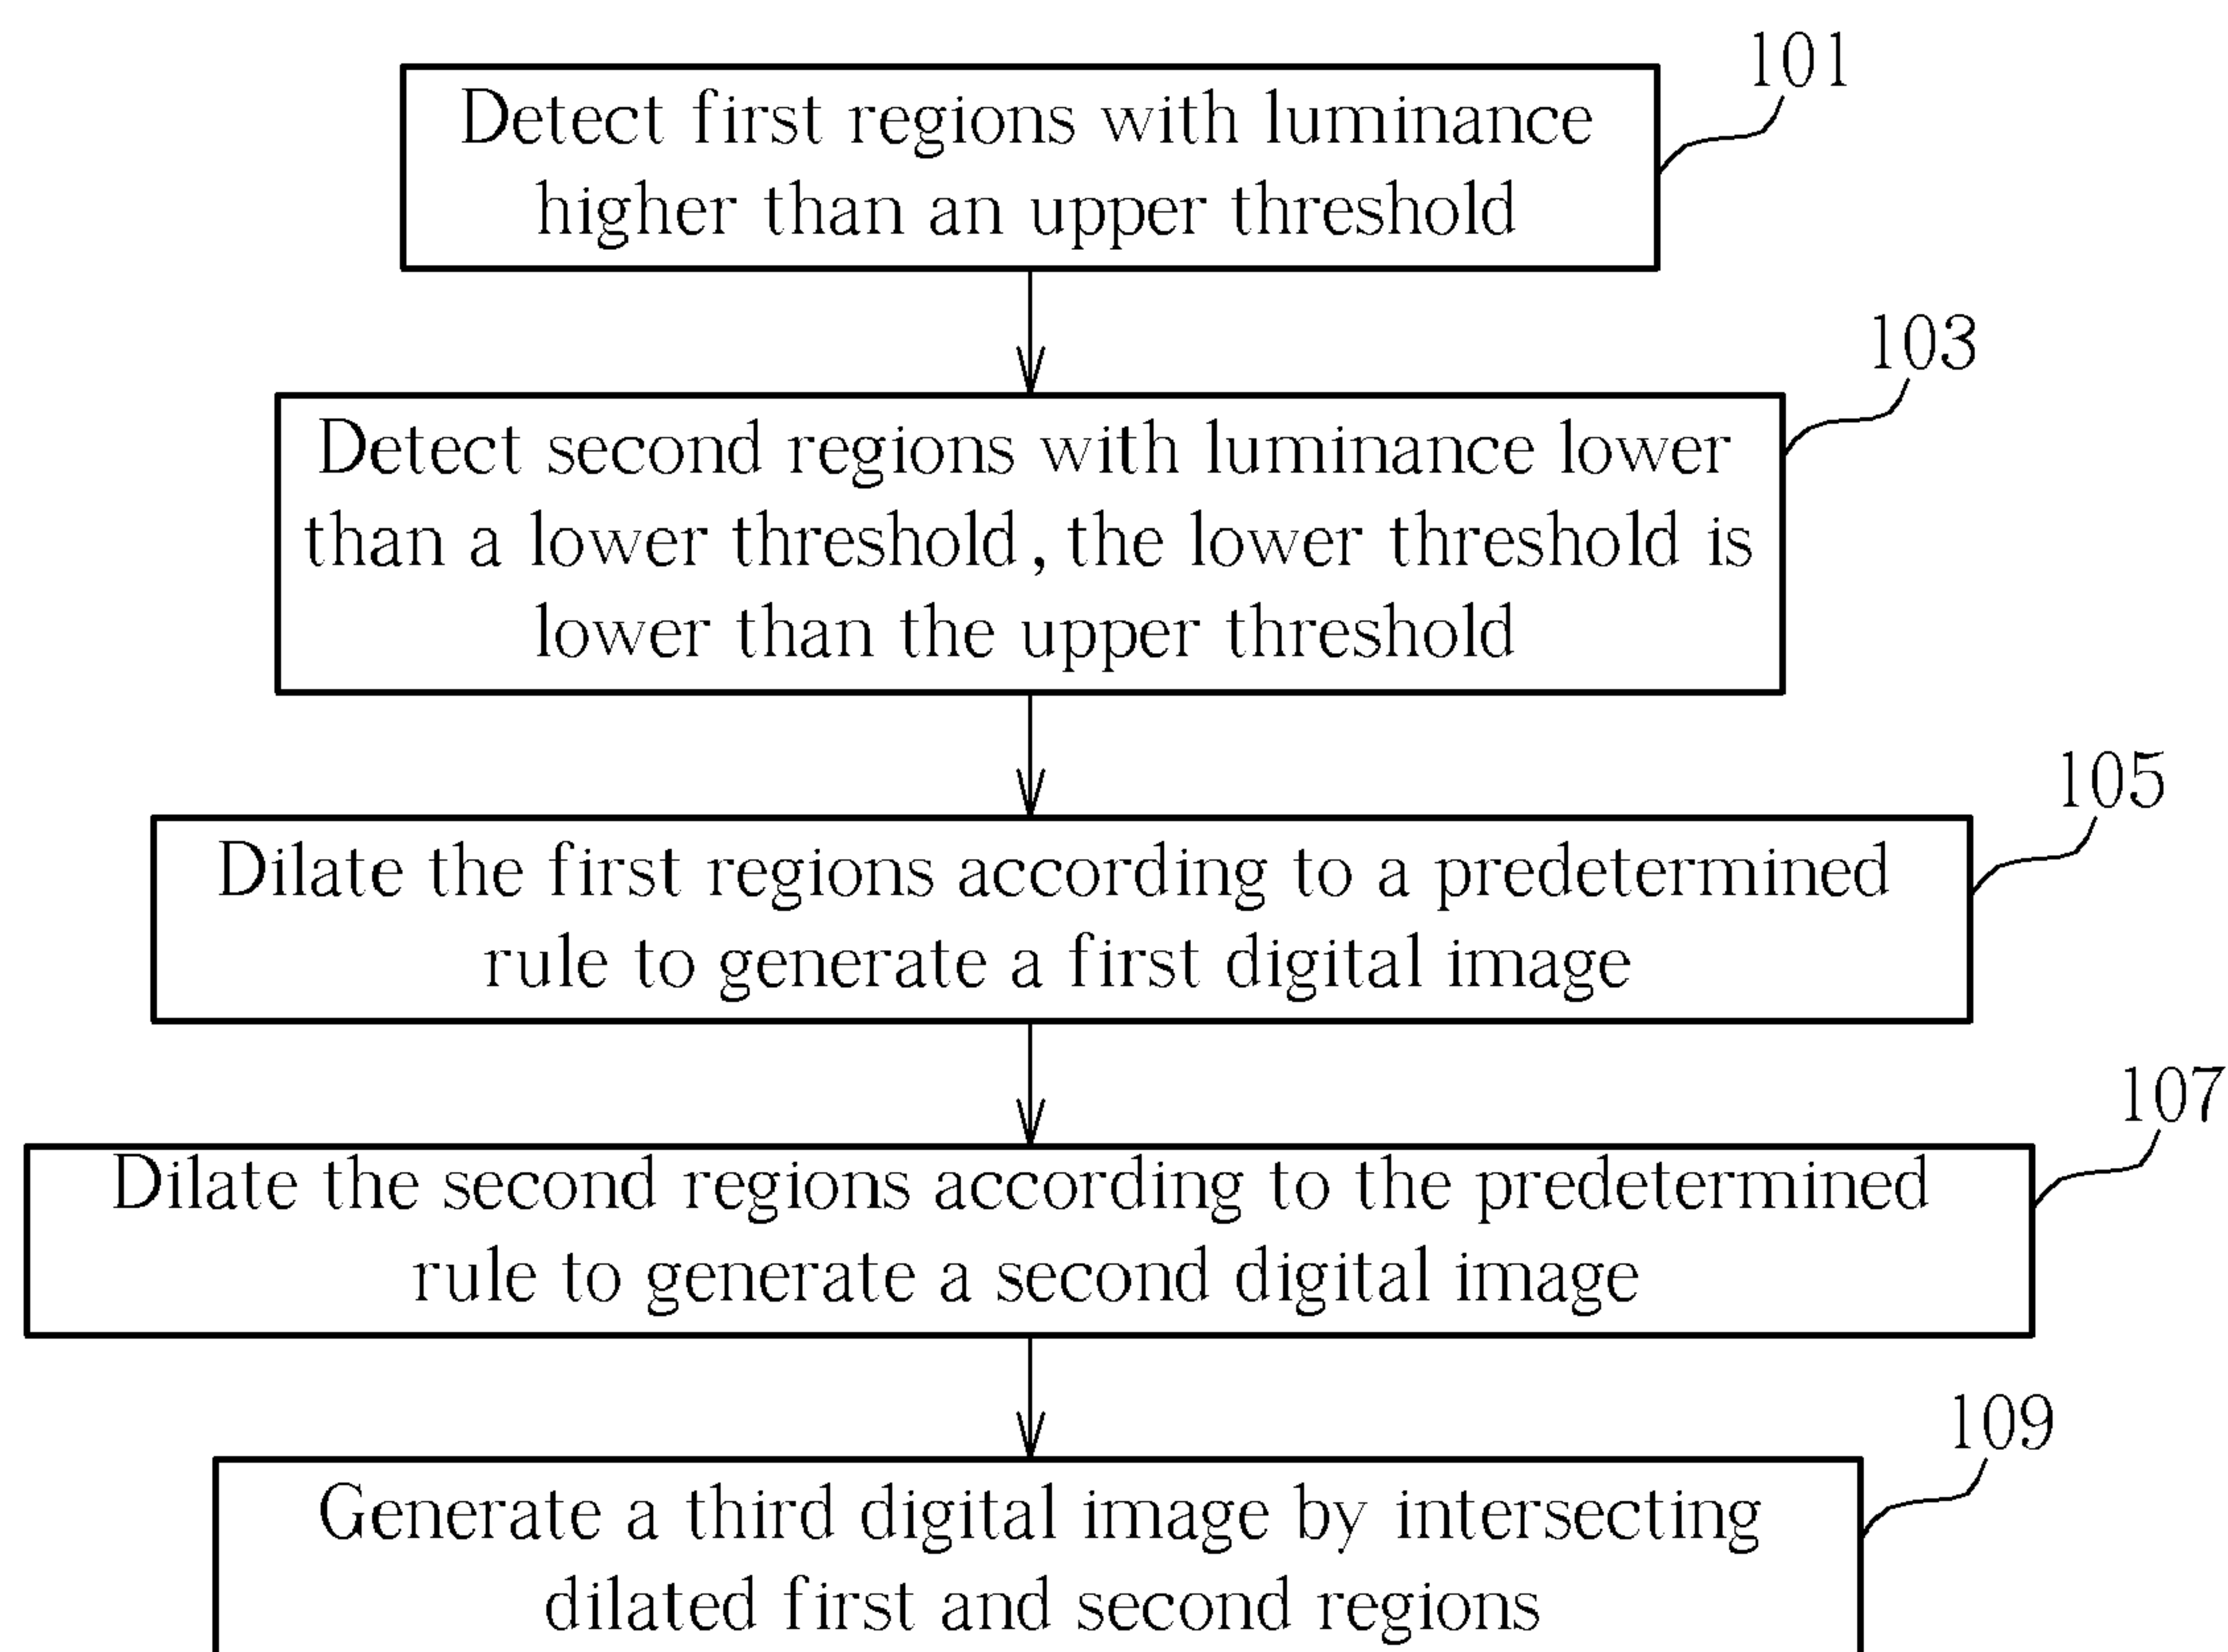 101
Detect first regions with luminance
higher than an upper threshold
103
Detect second regions with luminance lower
than a lower threshold, the lower threshold is
lower than the upper threshold
105
Dilate the first regions according to a predetermined
rule to generate a first digital image
107
Dilate the second regions according to the predetermined
rule to generate a second digital image
109
Generate a third digital image by intersecting
dilated first and second regions